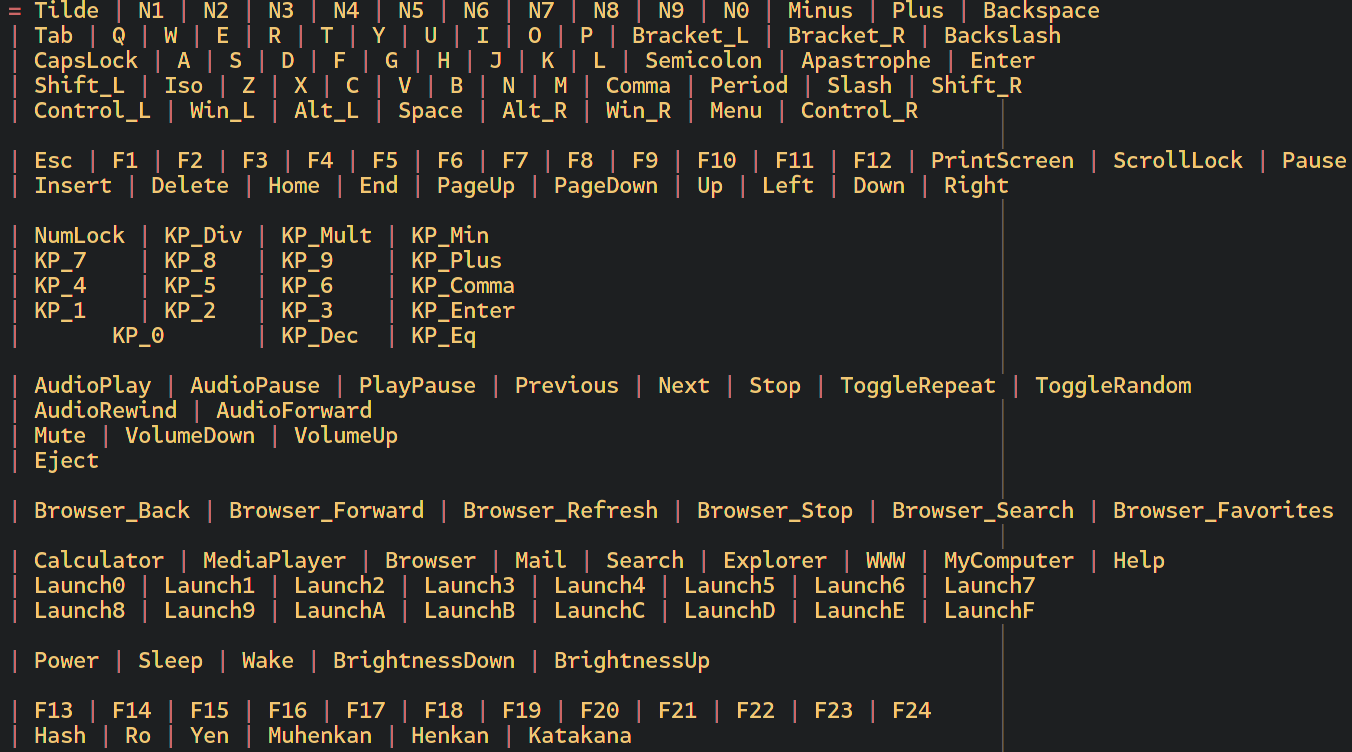 = Tilde | N1 | N2 | N3 | N4 | N5 | N6 | N7 | N8 | N9 | N0 | Minus | Plus | Backspace
| Tab | Q | W | E | R | T | Y | U | I | O | P | Bracket_L | Bracket_R | Backslash
| CapsLock | A | S | D | F | G | H | J | K | L | Semicolon | Apastrophe | Enter
| Shift_L | Iso | Z | X | C | V | B | N | M | Comma | Period | Slash | Shift_R
| Control_L | Win_L | Alt_L | Space | Alt_R | Win_R | Menu | Control_R
| Esc | F1 | F2 | F3 | F4 | F5 | F6 | F7 | F8 | F9 | F10 | F11 | F12 | PrintScreen | ScrollLock | Pause
| Insert | Delete | Home | End | PageUp | PageDown | Up | Left | Down | Right
| NumLock | KP_Div | KP_Mult | KP_Min
| KP_7 | KP_8 | KP_9 | KP_Plus
| KP_4 | KP_5 | KP_6 | KP_Comma
| KP_1 | KP_2 | KP_3 | KP_Enter
| KP_0 | KP_Dec | KP_Eq
| AudioPlay | AudioPause | PlayPause | Previous | Next | Stop | ToggleRepeat | ToggleRandom
| AudioRewind | AudioForward
| Mute | VolumeDown | VolumeUp
| Eject
| Browser_Back | Browser_Forward | Browser_Refresh | Browser_Stop | Browser_Search | Browser_Favorites
| Calculator | MediaPlayer | Browser | Mail | Search | Explorer | WWW | MyComputer | Help
| Launch0 | Launch1 | Launch2 | Launch3 | Launch4 | Launch5 | Launch6 | Launch7
| Launch8 | Launch9 | LaunchA | LaunchB | LaunchC | LaunchD | LaunchE | LaunchF
| Power | Sleep | Wake | BrightnessDown | BrightnessUp
| F13 | F14 | F15 | F16 | F17 | F18 | F19 | F20 | F21 | F22 | F23 | F24
| Hash | Ro | Yen | Muhenkan | Henkan | Katakana